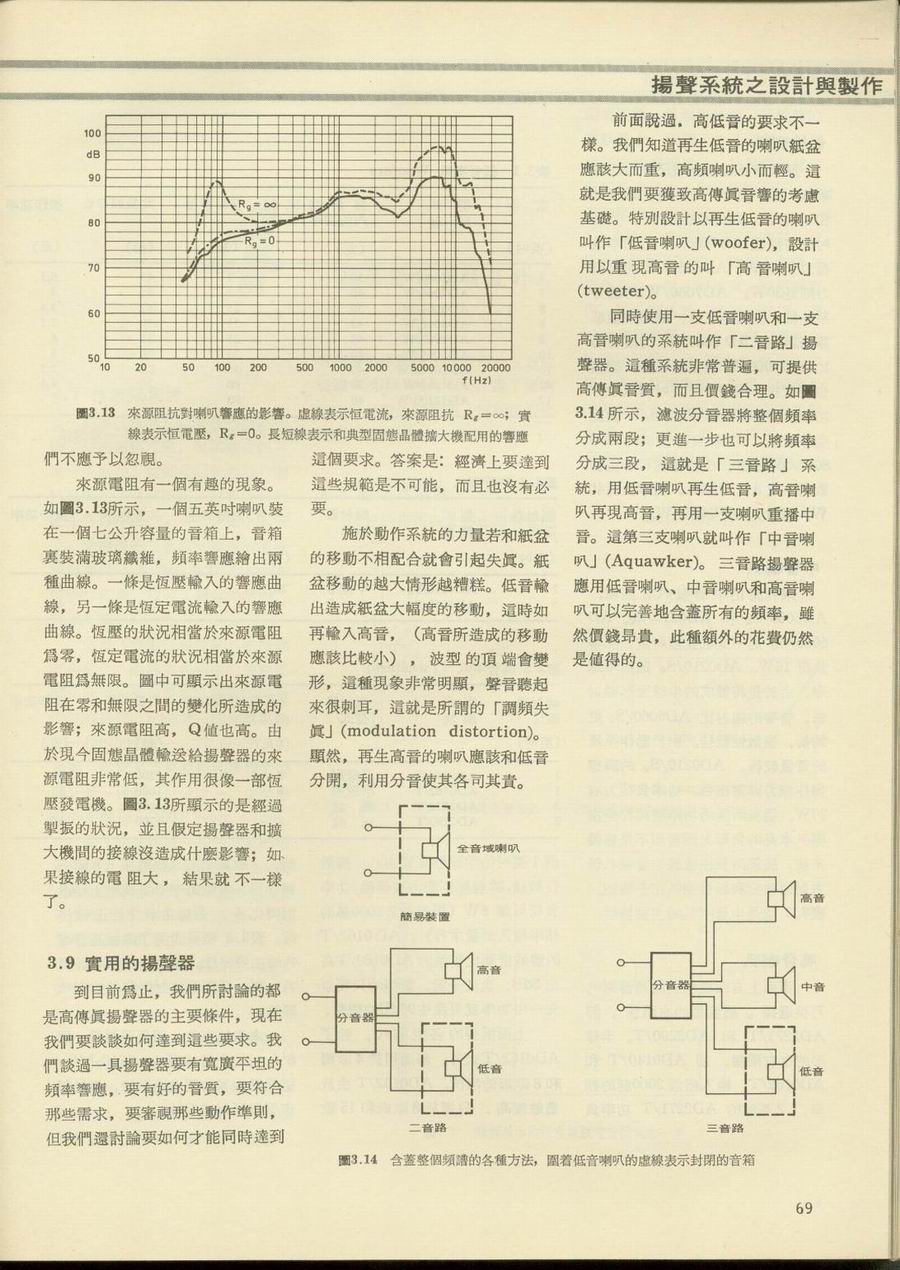 揚聲系統之設計與製作
100
dB
90
80
70
60
50
Rg=∞
Rg=0
10 20 50 100 200 500 1000 2000 5000 10000 20000
f(Hz)
圖3.13 來源阻抗對喇叭響應的影響。虛線表示恒電流，來源阻抗 Rg=∞；實
線表示恒電壓，Rg=0。長短線表示和典型固態晶體擴大機配用的響應
們不應予以忽視。
來源電阻有一個有趣的現象。
如圖3.13所示，一個五英吋喇叭裝
在一個七公升容量的音箱上，音箱
裏裝滿玻璃纖維，頻率響應繪出兩
種曲線。一條是恆壓輸入的響應曲
線，另一條是恆定電流輸入的響應
曲線。恆壓的狀況相當於來源電阻
爲零，恆定電流的狀況相當於來源
電阻爲無限。圖中可顯示出來源電
阻在零和無限之間的變化所造成的
影響；來源電阻高，Q值也高。由
於現今固態晶體輸送給揚聲器的來
源電阻非常低，其作用很像一部恆
壓發電機。圖3.13所顯示的是經過
掣振的狀況，並且假定揚聲器和擴
大機間的接線沒造成什麽影響；如
果接線的電阻大，結果就不一樣
了。
3.9 實用的揚聲器
到目前爲止，我們所討論的都
是高傳眞揚聲器的主要條件，現在
我們要談談如何達到這些要求。我
們談過一具揚聲器要有寬廣平坦的
頻率響應，要有好的音質，要符合
那些需求，要審視那些動作準則，
但我們還討論要如何才能同時達到
這個要求。答案是：經濟上要達到
這些規範是不可能，而且也沒有必
要。
施於動作系統的力量若和紙盆
的移動不相配合就會引起失眞。紙
盆移動的越大情形越糟糕。低音輸
出造成紙盆大幅度的移動，這時如
再輸入高音，（高音所造成的移動
應該比較小），波型的頂端會變
形，這種現象非常明顯，聲音聽起
來很刺耳，這就是所謂的「調頻失
眞」(modulation distortion)。
顯然，再生高音的喇叭應該和低音
分開，利用分音使其各司其責。
前面說過．高低音的要求不一
樣。我們知道再生低音的喇叭紙盆
應該大而重，高頻喇叭小而輕。這
就是我們要獲致高傳眞音響的考慮
基礎。特別設計以再生低音的喇叭
叫作「低音喇叭」(woofer)，設計
用以重現高音的叫「高音喇叭」
(tweeter)。
同時使用一支低音喇叭和一支
高音喇叭的系統叫作「二音路」揚
聲器。這種系統非常普遍，可提供
高傳眞音質，而且價錢合理。如圖
3.14 所示，濾波分音器將整個頻率
分成兩段；更進一步也可以將頻率
分成三段，這就是「三音路」系
統，用低音喇叭再生低音，高音喇
叭再現高音，再用一支喇叭重播中
音。這第三支喇叭就叫作「中音喇
叭」(Aquawker)。三音路揚聲器
應用低音喇叭、中音喇叭和高音喇
叭可以完善地含蓋所有的頻率，雖
然價錢昂貴，此種額外的花費仍然
是值得的。
全音域喇叭
簡易裝置
分音器
高音
低音
二音路
分音器
高音
中音
低音
三音路
圖3.14 含蓋整個頻譜的各種方法，圍着低音喇叭的虛線表示封閉的音箱
69